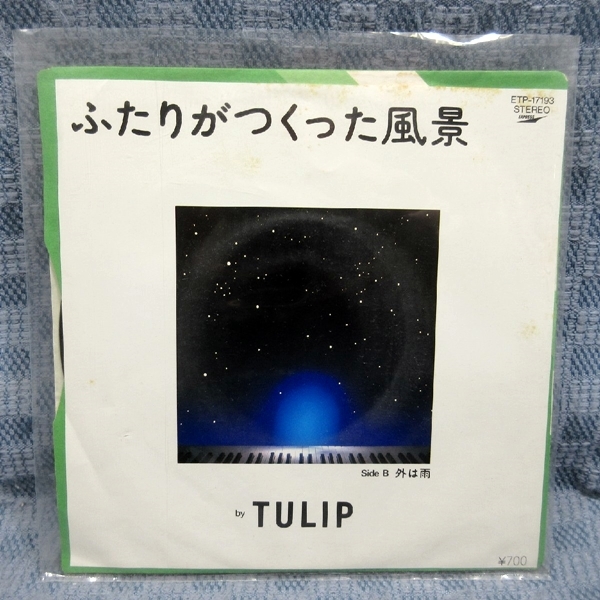 ETP-17193
STEREO
EXPRESS
ふたりがつくった風景
Side B 外は雨
by TULIP
¥700